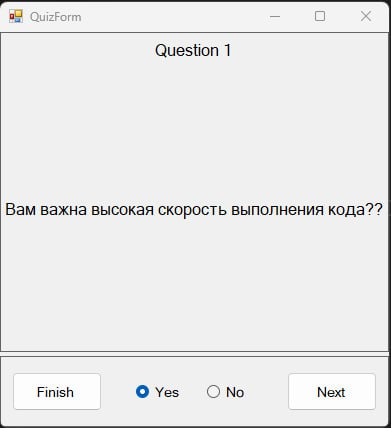 QuizForm
Question 1
Вам важна высокая скорость выполнения кода??
Finish Yes No Next